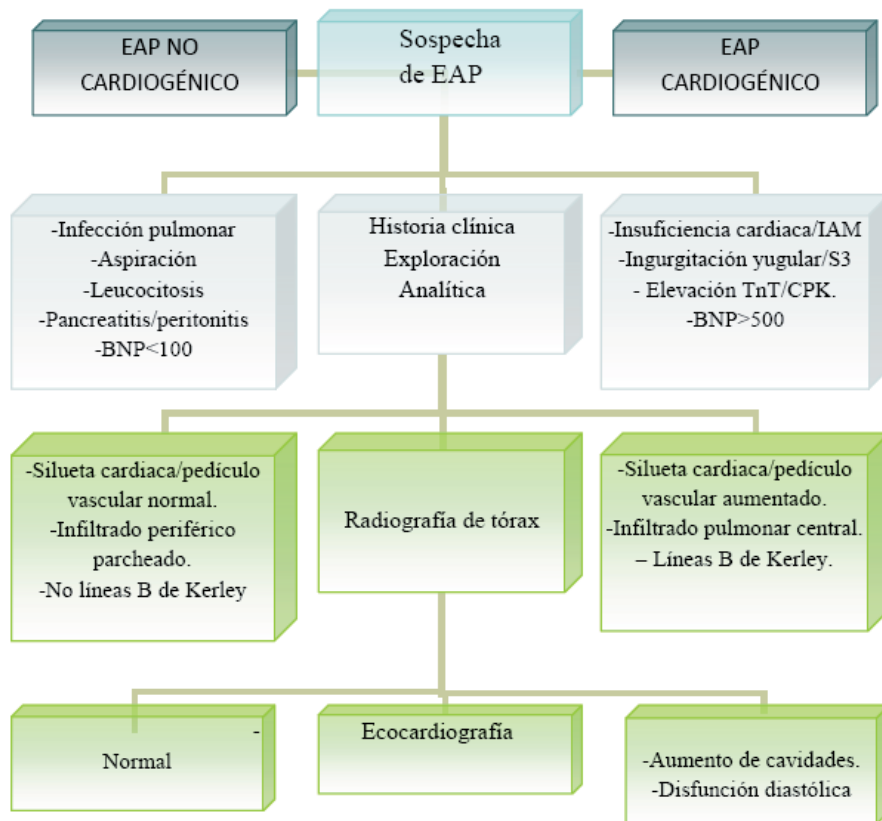 EAP NO
CARDIOGÉNICO
Sospecha
de EAP
EAP
CARDIOGÉNICO
-Infección pulmonar
-Aspiración
-Leucocitosis
-Pancreatitis/peritonitis
-BNP<100
Historia clínica
Exploración
Analítica
-Insuficiencia cardiaca/IAM
-Ingurgitación yugular/S3
- Elevación TnT/CPK.
-BNP>500
-Silueta cardiaca/pedículo
vascular normal.
-Infiltrado periférico
parcheado.
-No líneas B de Kerley
Radiografía de tórax
-Silueta cardiaca/pedículo
vascular aumentado.
-Infiltrado pulmonar central.
– Líneas B de Kerley.
-
Normal
Ecocardiografía
-Aumento de cavidades.
-Disfunción diastólica